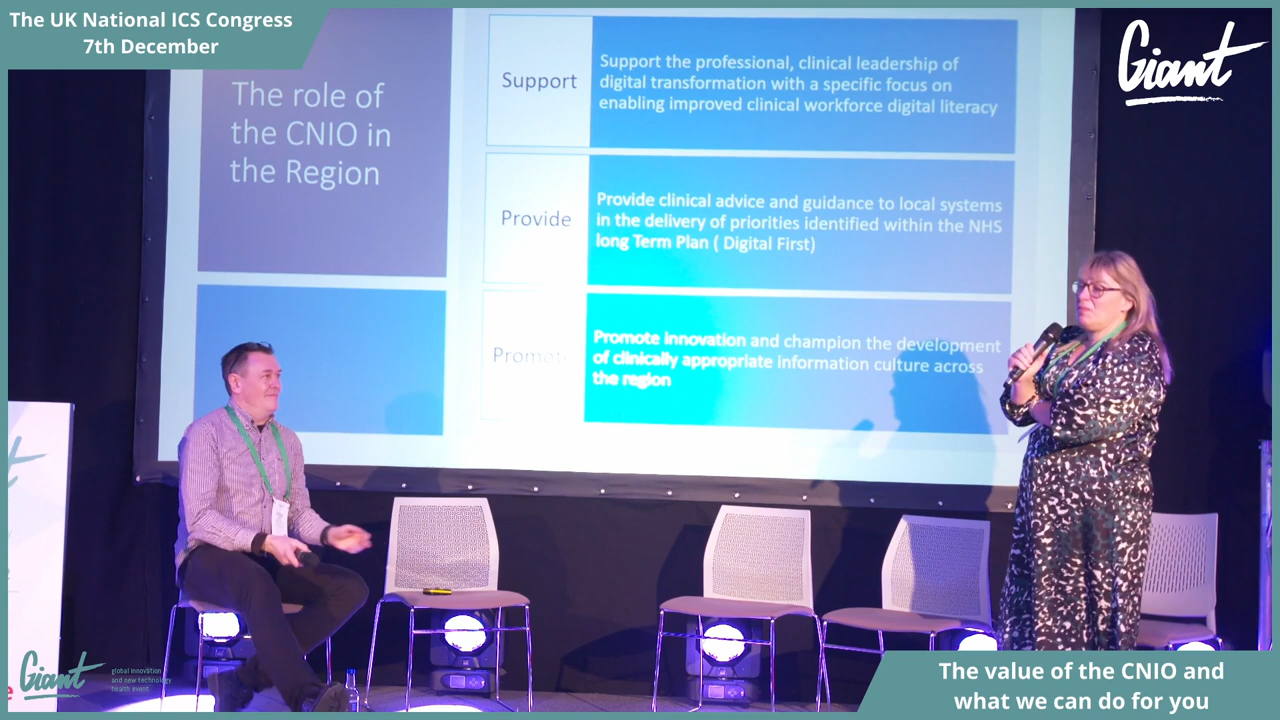 The UK National ICS Congress
7th December
Giant
The role of
the CNIO in
the Region
Support
Support the professional, clinical leadership of
digital transformation with a specific focus on
enabling improved clinical workforce digital literacy
Provide
Provide clinical advice and guidance to local systems
in the delivery of priorities identified within the NHS
long Term Plan ( Digital First)
Promote
Promote innovation and champion the development
of clinically appropriate information culture across
the region
Giant
global innovation
and new technology
health event
The value of the CNIO and
what we can do for you